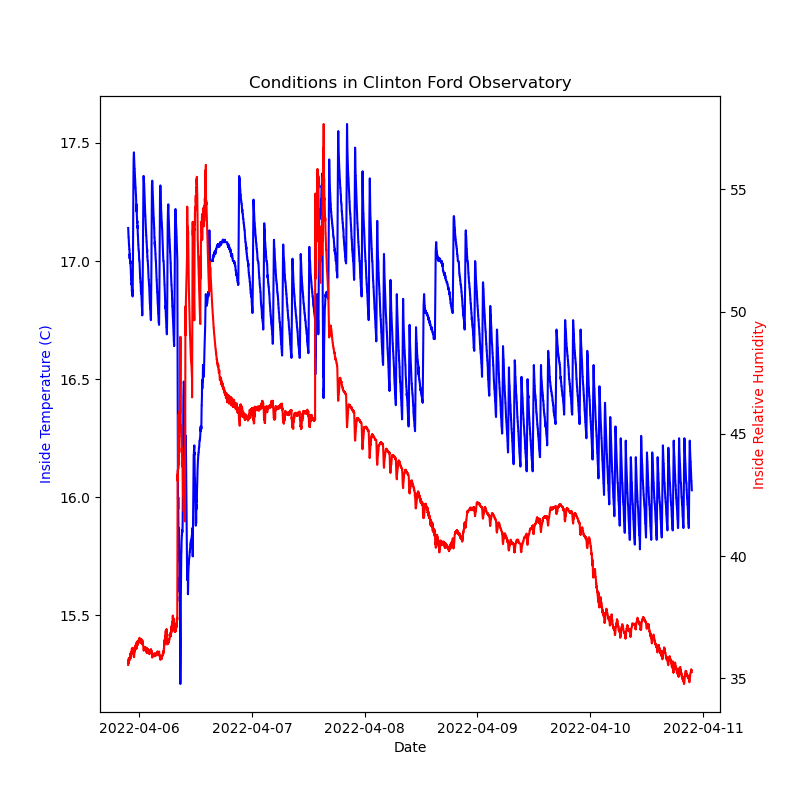 Conditions in Clinton Ford Observatory
17.5
17.0
16.5
16.0
15.5
Inside Temperature (C)
55
50
45
40
35
Inside Relative Humidity
2022-04-06 2022-04-07 2022-04-08 2022-04-09 2022-04-10 2022-04-11
Date